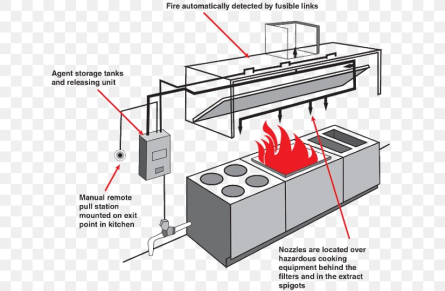 Fire automatically detected by fusible links
Agent storage tanks
and releasing unit
Manual remote
pull station
mounted on exit
point in kitchen
Nozzles are located over
hazardous cooking
equipment behind the
filters and in the extract
spigots